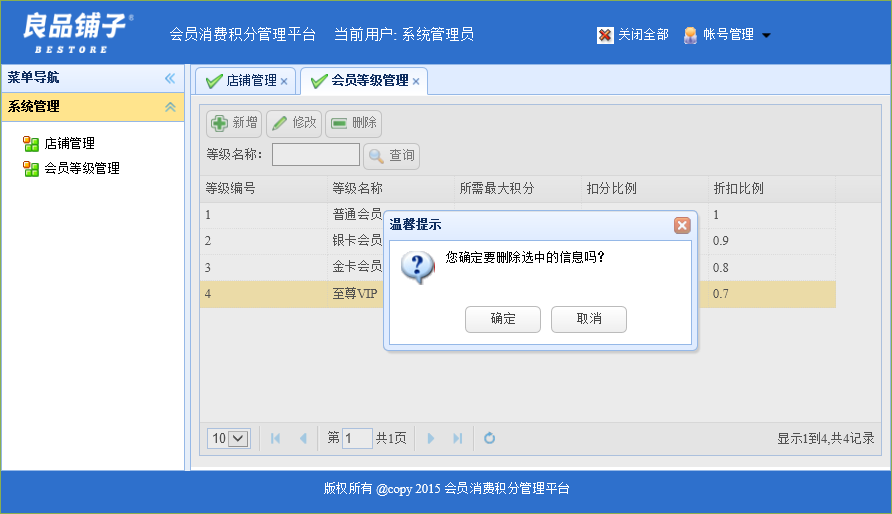 良品铺子®
BESTORE
会员消费积分管理平台 当前用户: 系统管理员
关闭全部 帐号管理
菜单导航
系统管理
店铺管理
会员等级管理
店铺管理 ×
会员等级管理 ×
新增 修改 删除
等级名称: 查询
等级编号 等级名称 所需最大积分 扣分比例 折扣比例
1 普通会员 1
2 银卡会员 0.9
3 金卡会员 0.8
4 至尊VIP 0.7
温馨提示
您确定要删除选中的信息吗?
确定 取消
10 第 1 共1页 显示1到4,共4记录
版权所有 @copy 2015 会员消费积分管理平台